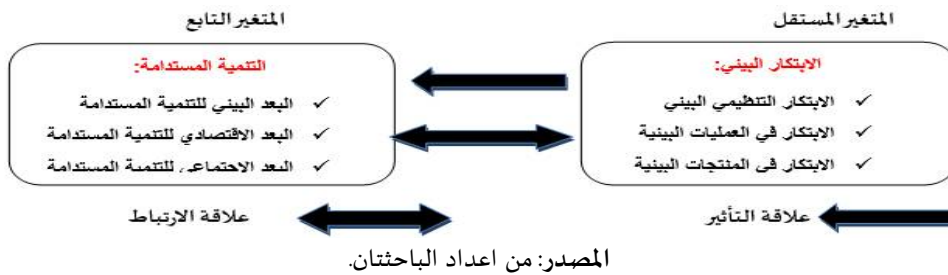 المتغير المستقل
المتغير التابع
الابتكار البيئي:
✓ الابتكار التنظيمي البيئي
✓ الابتكار في العمليات البيئية
✓ الابتكار في المنتجات البيئية
التنمية المستدامة:
✓ البعد البيئي للتنمية المستدامة
✓ البعد الاقتصادي للتنمية المستدامة
✓ البعد الاجتماعي للتنمية المستدامة
علاقة التأثير
علاقة الارتباط
المصدر: من اعداد الباحثتان.